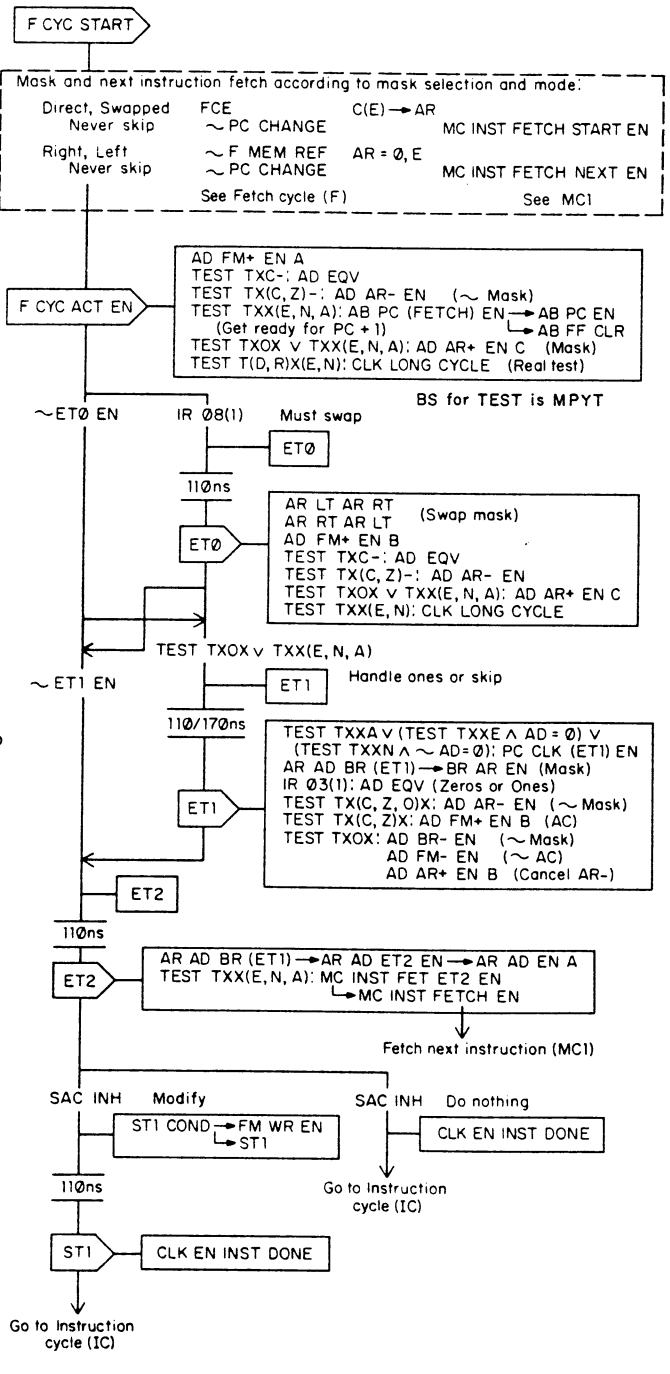 F CYC START
Mask and next instruction fetch according to mask selection and mode:
Direct, Swapped FCE C(E)→AR
Never skip ~ PC CHANGE MC INST FETCH START EN
Right, Left ~ F MEM REF AR = Ø, E
Never skip ~ PC CHANGE MC INST FETCH NEXT EN
See Fetch cycle (F) See MC1
F CYC ACT EN
AD FM+ EN A
TEST TXC-: AD EQV
TEST TX(C, Z)-: AD AR- EN (~ Mask)
TEST TXX(E, N, A): AB PC (FETCH) EN→AB PC EN
(Get ready for PC + 1) ↳AB FF CLR
TEST TXOX ∨ TXX(E, N, A): AD AR+ EN C (Mask)
TEST T(D, R)X(E, N): CLK LONG CYCLE (Real test)
BS for TEST is MPYT
~ETØ EN IR Ø8(1) Must swap
ETØ
11Øns
ETØ
AR LT AR RT
AR RT AR LT (Swap mask)
AD FM+ EN B
TEST TXC-: AD EQV
TEST TX(C, Z)-: AD AR- EN
TEST TXOX ∨ TXX(E, N, A): AD AR+ EN C
TEST TXX(E, N): CLK LONG CYCLE
TEST TXOX ∨ TXX(E, N, A)
~ ET1 EN
ET1
Handle ones or skip
11Ø/17Øns
ET1
TEST TXXA ∨ (TEST TXXE ∧ AD = Ø) ∨
(TEST TXXN ∧ ~ AD=Ø): PC CLK (ET1) EN
AR AD BR (ET1)→BR AR EN (Mask)
IR Ø3(1): AD EQV (Zeros or Ones)
TEST TX(C, Z, O)X: AD AR- EN (~ Mask)
TEST TX(C, Z)X: AD FM+ EN B (AC)
TEST TXOX: AD BR- EN (~ Mask)
AD FM- EN (~ AC)
AD AR+ EN B (Cancel AR-)
ET2
11Øns
ET2
AR AD BR (ET1)→AR AD ET2 EN→AR AD EN A
TEST TXX(E, N, A): MC INST FET ET2 EN
↳MC INST FETCH EN
Fetch next instruction (MC1)
SAC INH Modify
SAC INH Do nothing
ST1 COND→FM WR EN
↳ST1
CLK EN INST DONE
11Øns
Go to Instruction
cycle (IC)
ST1
CLK EN INST DONE
Go to Instruction
cycle (IC)